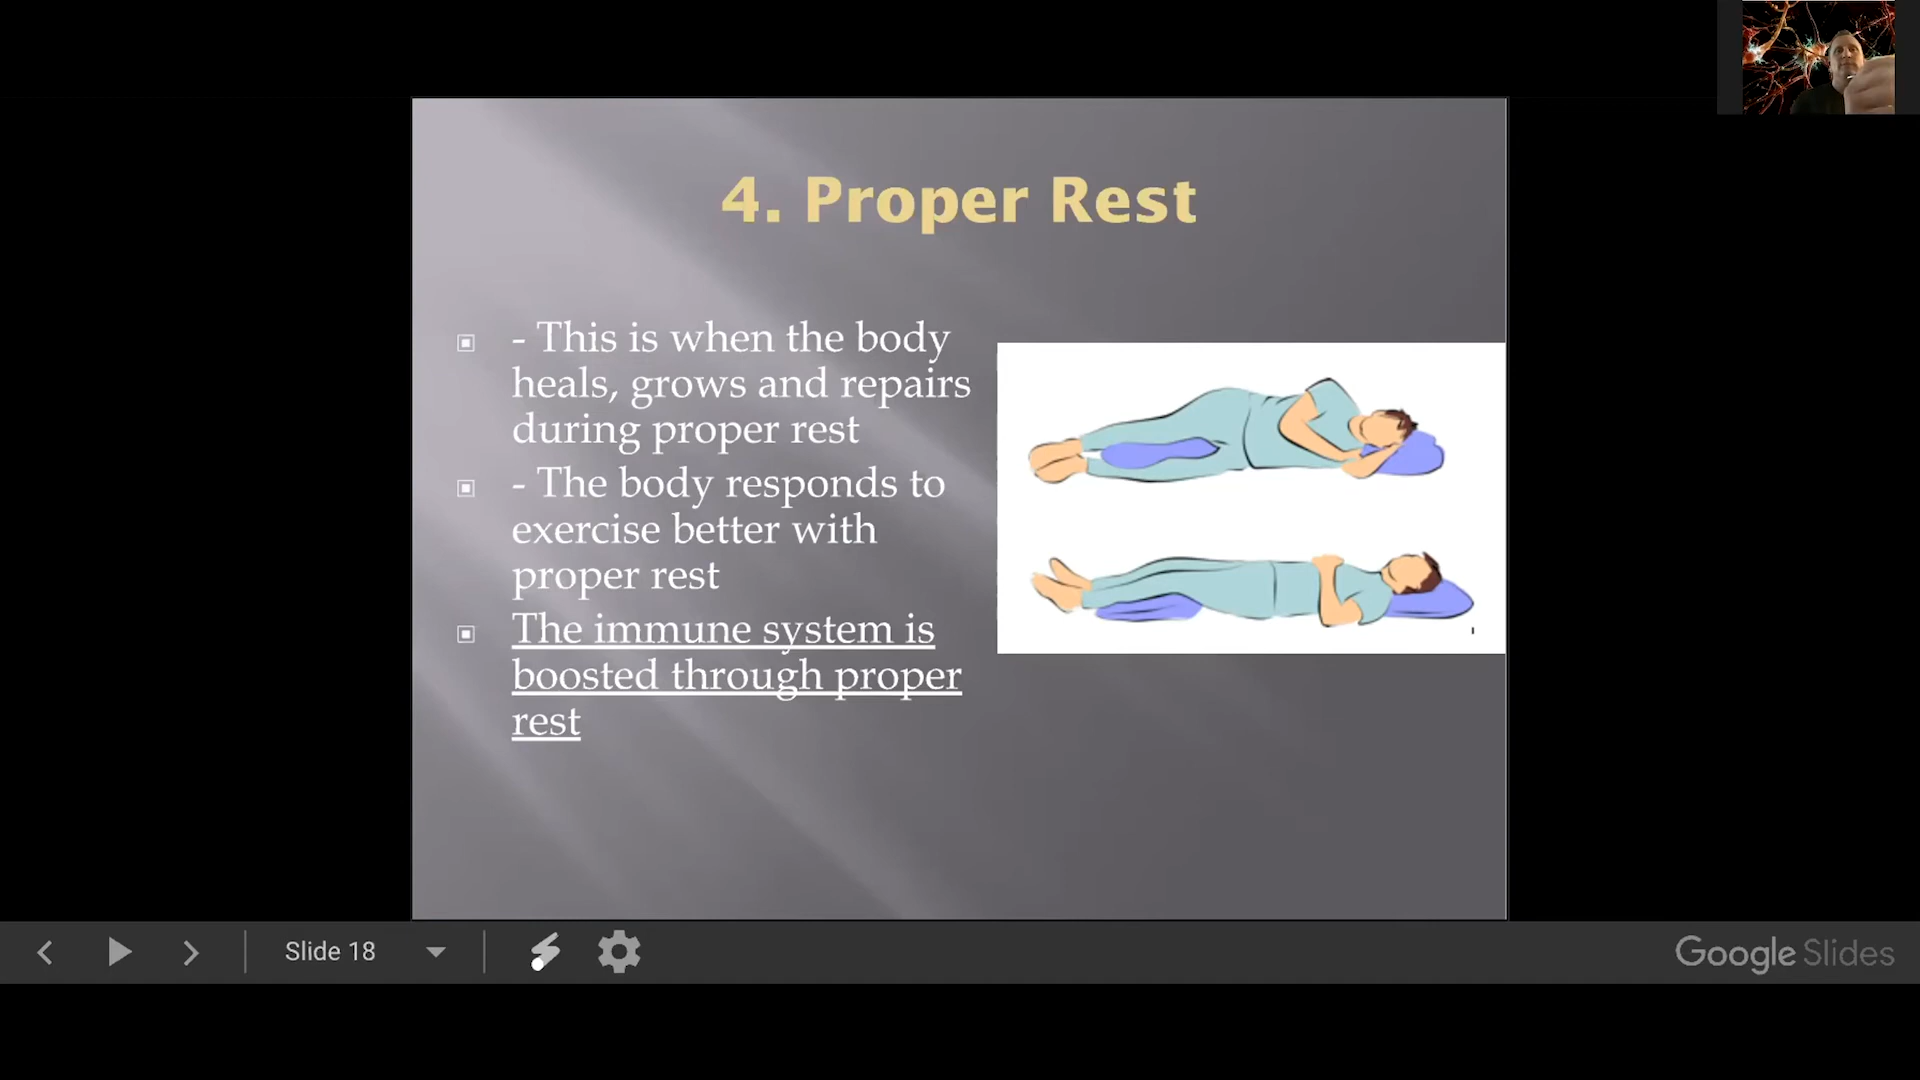 4. Proper Rest
- This is when the body
heals, grows and repairs
during proper rest
- The body responds to
exercise better with
proper rest
The immune system is
boosted through proper
rest
Slide 18
Google Slides